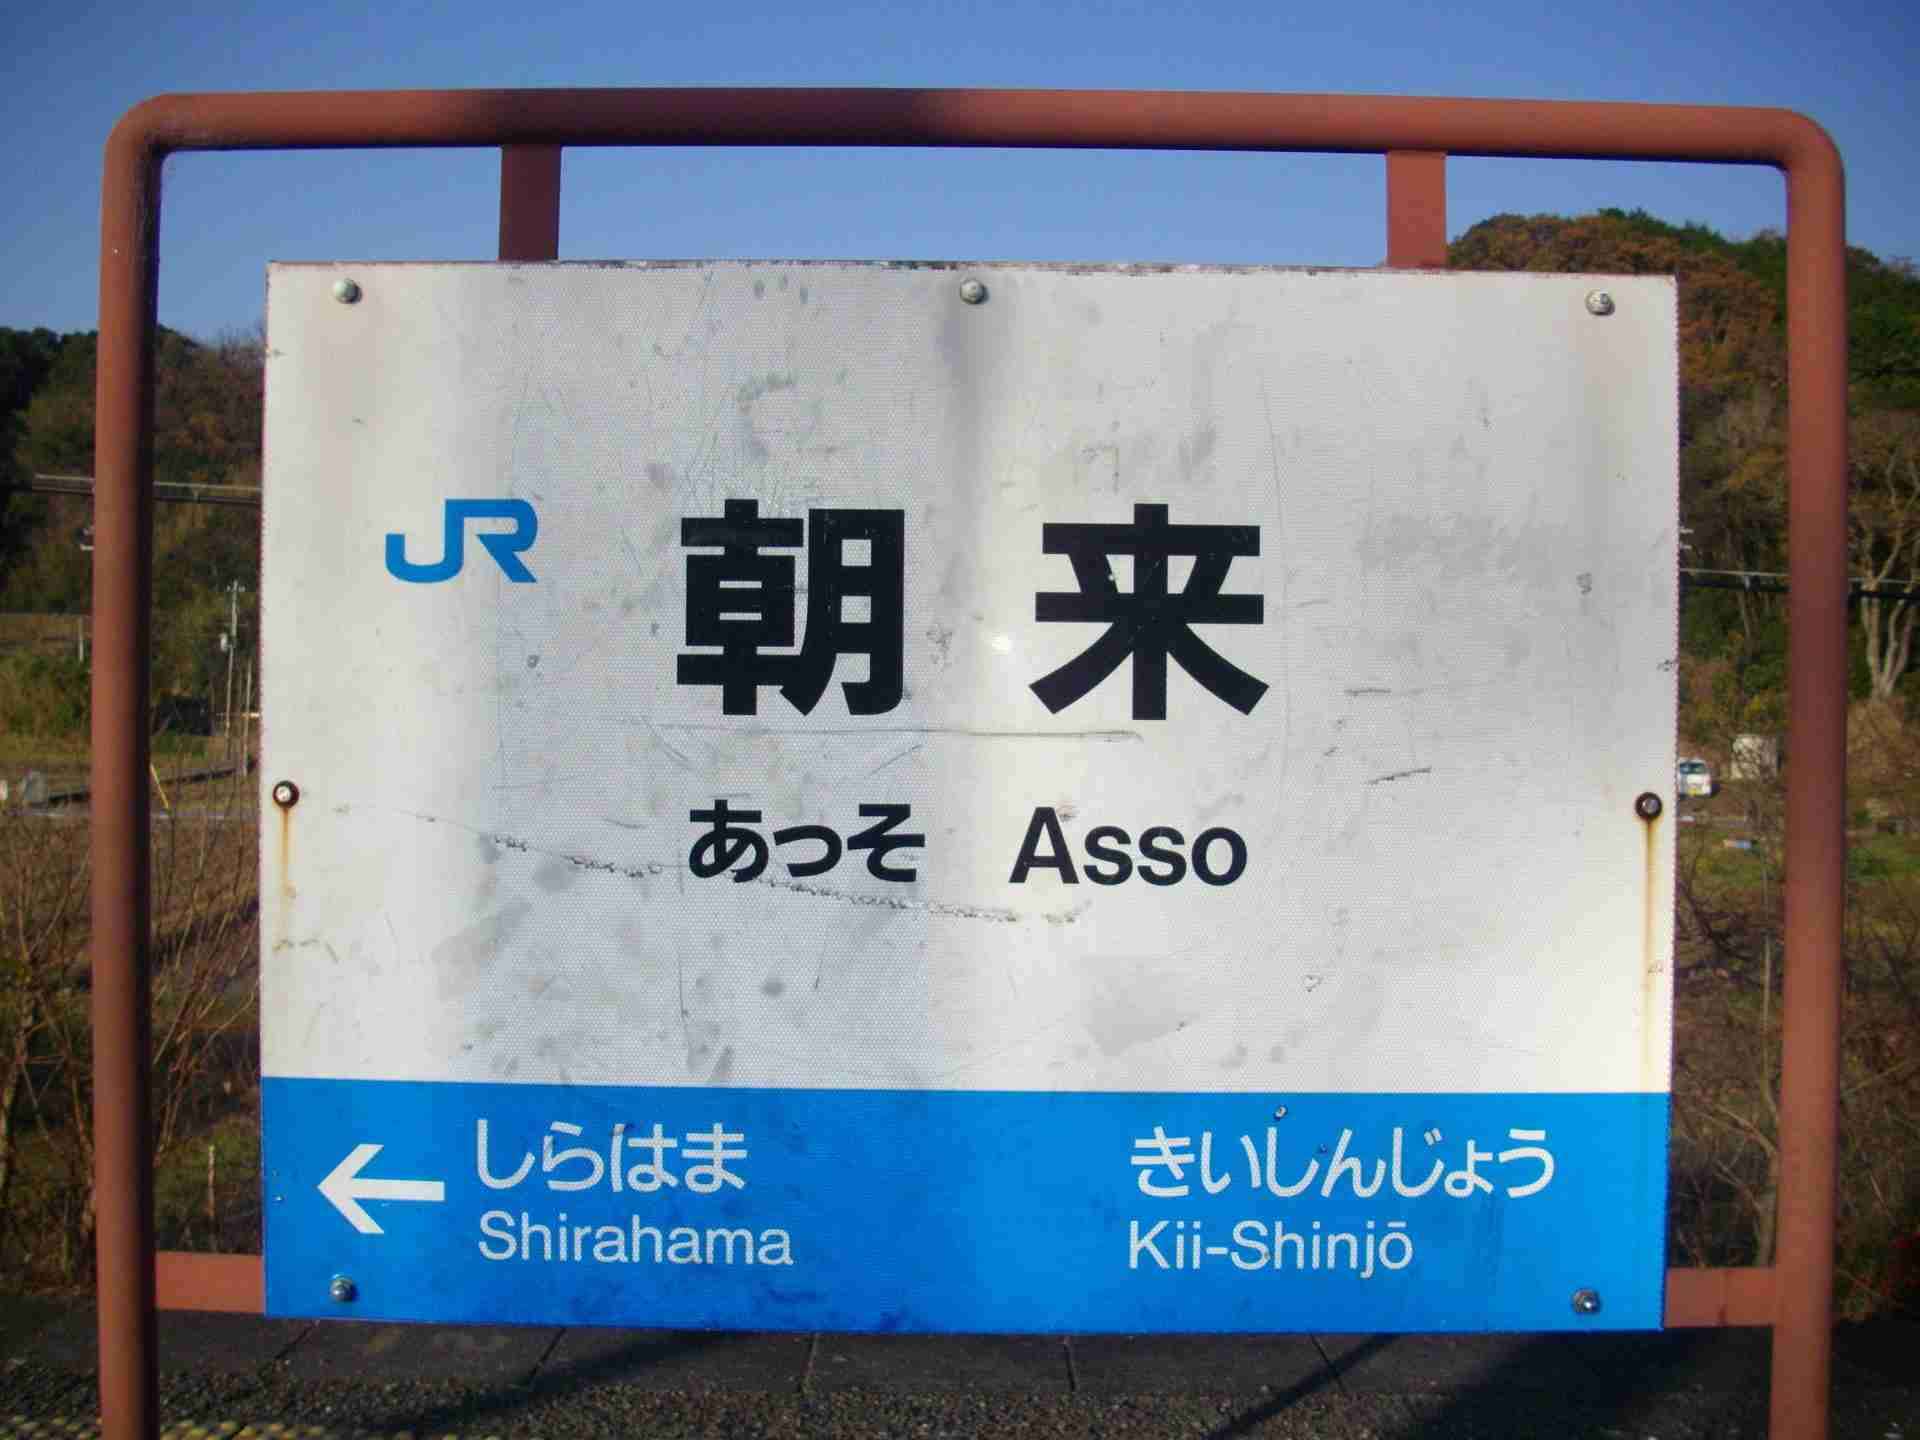 JR 朝来
あっそ Asso
← しらはま きいしんじょう
Shirahama Kii-Shinjō